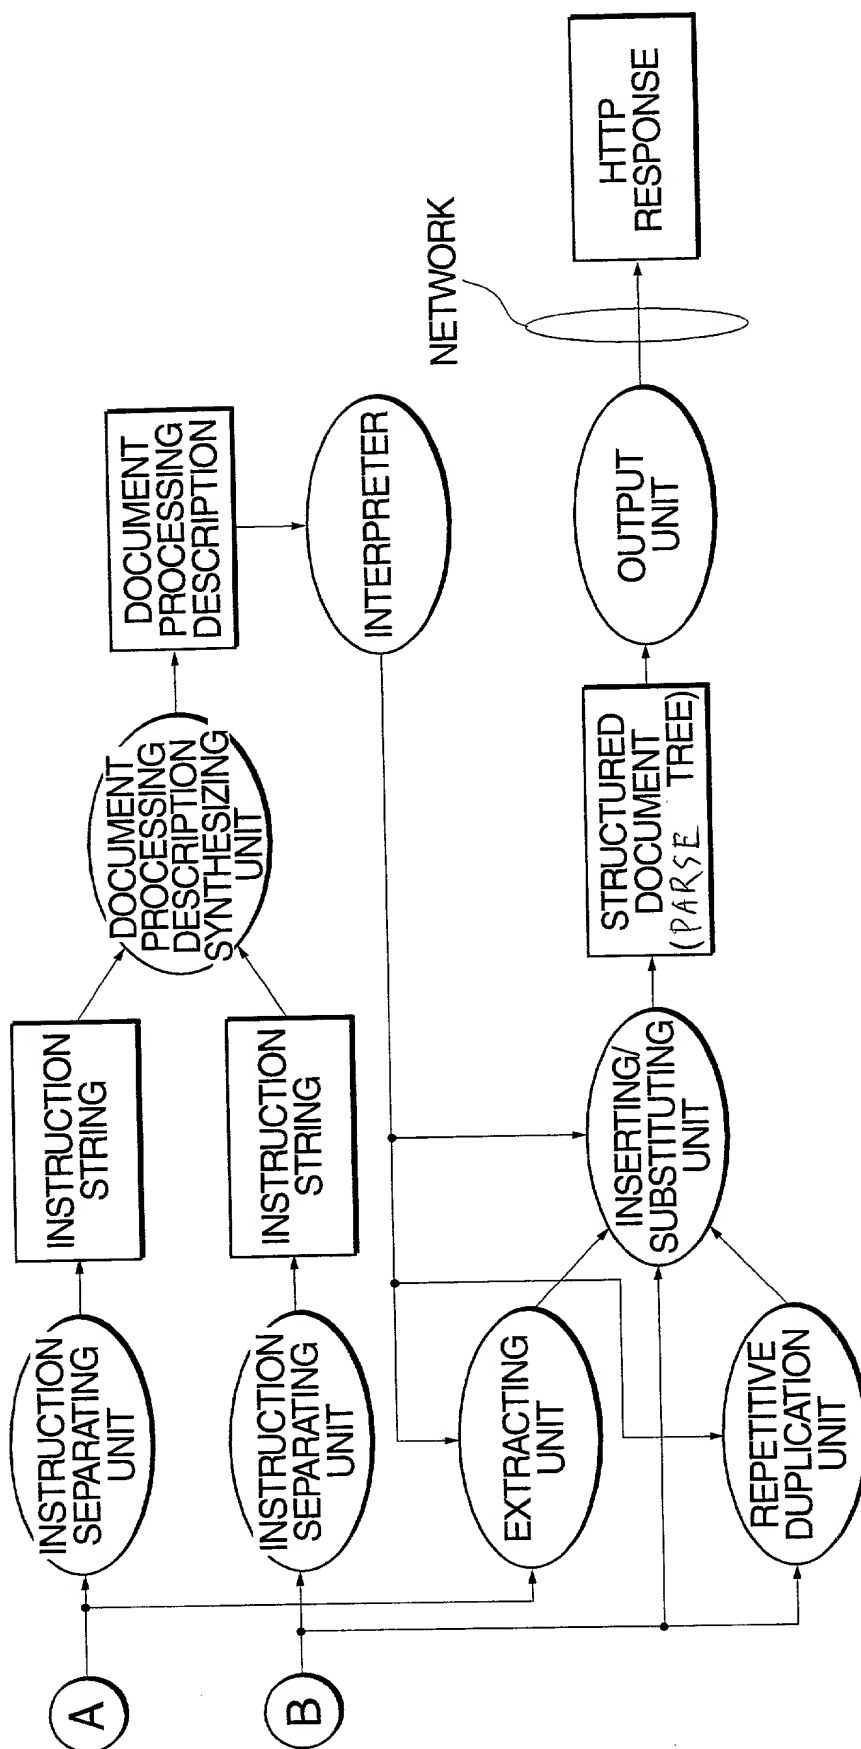 A
INSTRUCTION
SEPARATING
UNIT
INSTRUCTION
STRING
DOCUMENT
PROCESSING
DESCRIPTION
SYNTHESIZING
UNIT
DOCUMENT
PROCESSING
DESCRIPTION
B
INSTRUCTION
SEPARATING
UNIT
INSTRUCTION
STRING
INTERPRETER
EXTRACTING
UNIT
REPETITIVE
DUPLICATION
UNIT
INSERTING/
SUBSTITUTING
UNIT
STRUCTURED
DOCUMENT
(PARSE TREE)
OUTPUT
UNIT
NETWORK
HTTP
RESPONSE